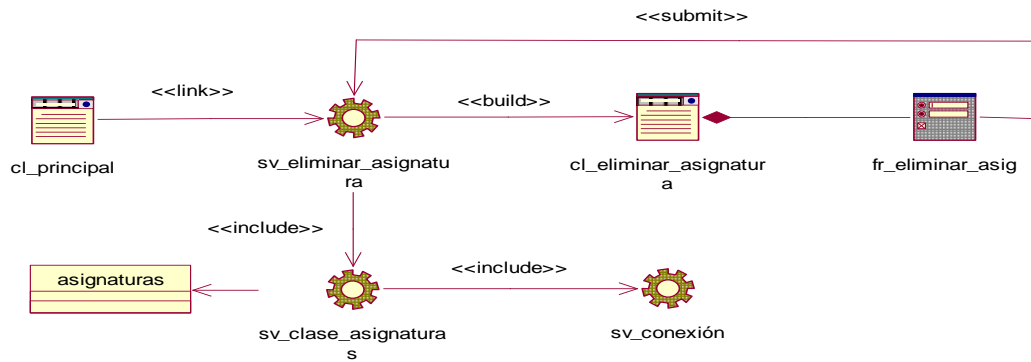 <<submit>>
<<link>>
<<build>>
cl_principal
sv_eliminar_asignatu
ra
cl_eliminar_asignatur
a
fr_eliminar_asig
<<include>>
<<include>>
asignaturas
sv_clase_asignatura
s
sv_conexión